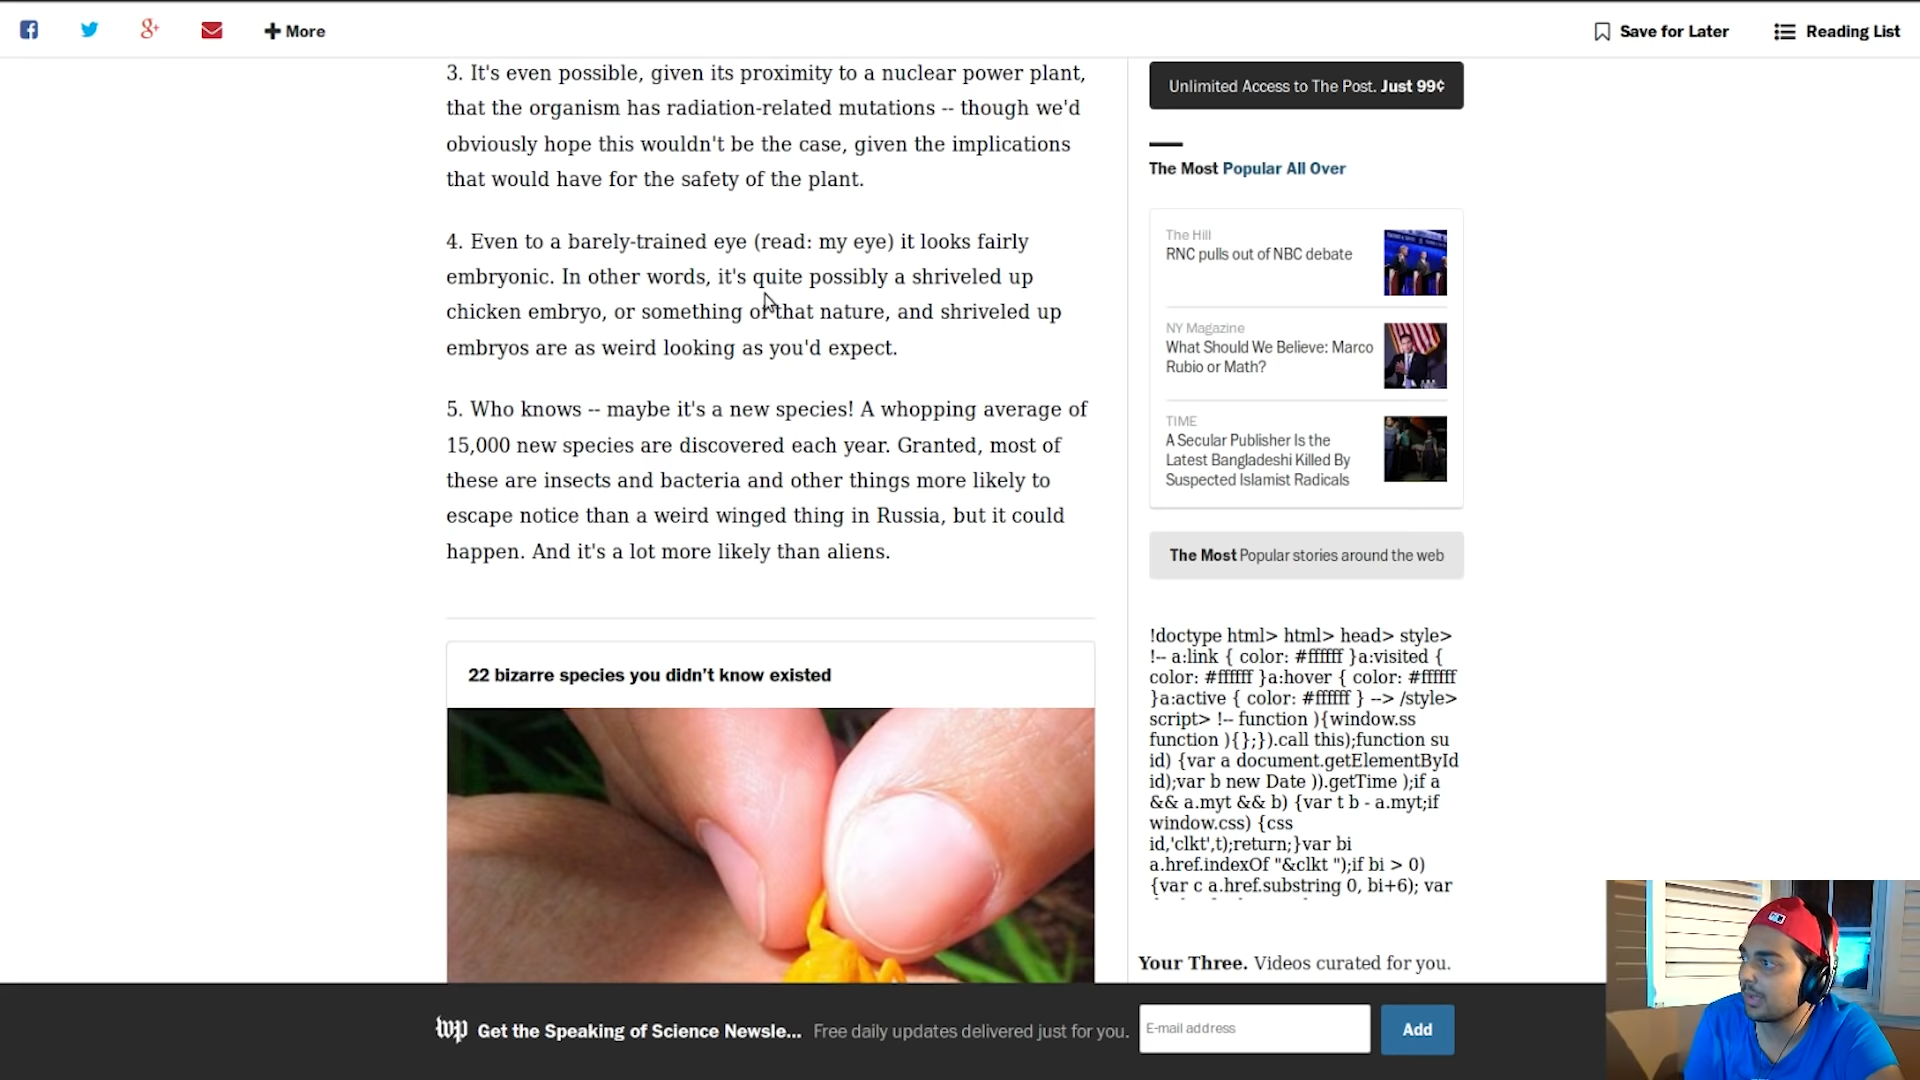 More
Save for Later
Reading List
3. It's even possible, given its proximity to a nuclear power plant,
that the organism has radiation-related mutations -- though we'd
obviously hope this wouldn't be the case, given the implications
that would have for the safety of the plant.
4. Even to a barely-trained eye (read: my eye) it looks fairly
embryonic. In other words, it's quite possibly a shriveled up
chicken embryo, or something of that nature, and shriveled up
embryos are as weird looking as you'd expect.
5. Who knows -- maybe it's a new species! A whopping average of
15,000 new species are discovered each year. Granted, most of
these are insects and bacteria and other things more likely to
escape notice than a weird winged thing in Russia, but it could
happen. And it's a lot more likely than aliens.
22 bizarre species you didn't know existed
Unlimited Access to The Post. Just 99¢
The Most Popular All Over
The Hill
RNC pulls out of NBC debate
NY Magazine
What Should We Believe: Marco
Rubio or Math?
TIME
A Secular Publisher Is the
Latest Bangladeshi Killed By
Suspected Islamist Radicals
The Most Popular stories around the web
!doctype html> html> head> style>
!-- a:link { color: #ffffff }a:visited {
color: #ffffff }a:hover { color: #ffffff
}a:active { color: #ffffff } --> /style>
script> !-- function ){window.ss
function ){};}).call this);function su
id) {var a document.getElementById
id);var b new Date )).getTime );if a
&& a.myt && b) {var t b - a.myt;if
window.css) {css
id,'clkt',t);return;}var bi
a.href.indexOf "&clkt ");if bi > 0)
{var c a.href.substring 0, bi+6); var
Your Three. Videos curated for you.
wp Get the Speaking of Science Newsle... Free daily updates delivered just for you.
E-mail address
Add